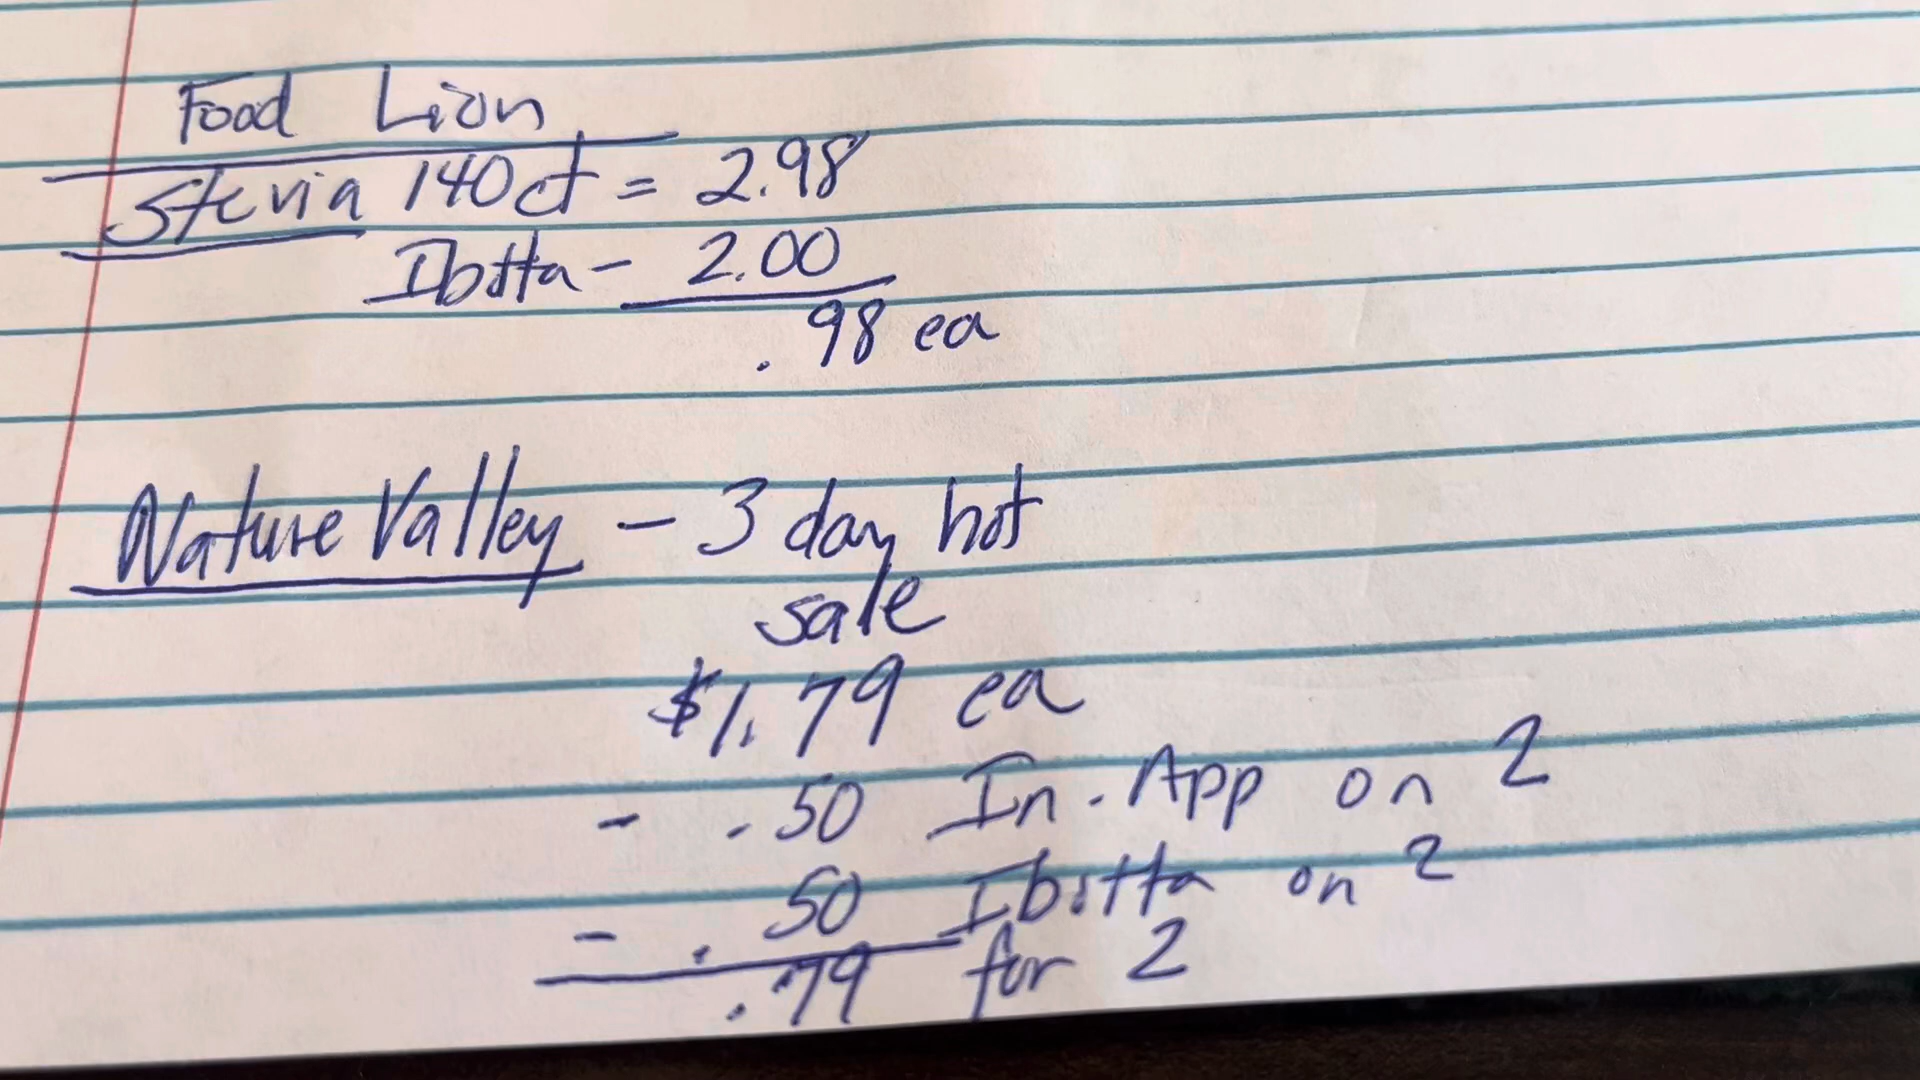 Food Lion
Stevia 140ct = 2.98
Ibotta - 2.00
.98 ea
Nature Valley - 3 day hot
sale
$1.79 ea
- .50 In-App on 2
- .50 Ibotta on 2
.79 for 2